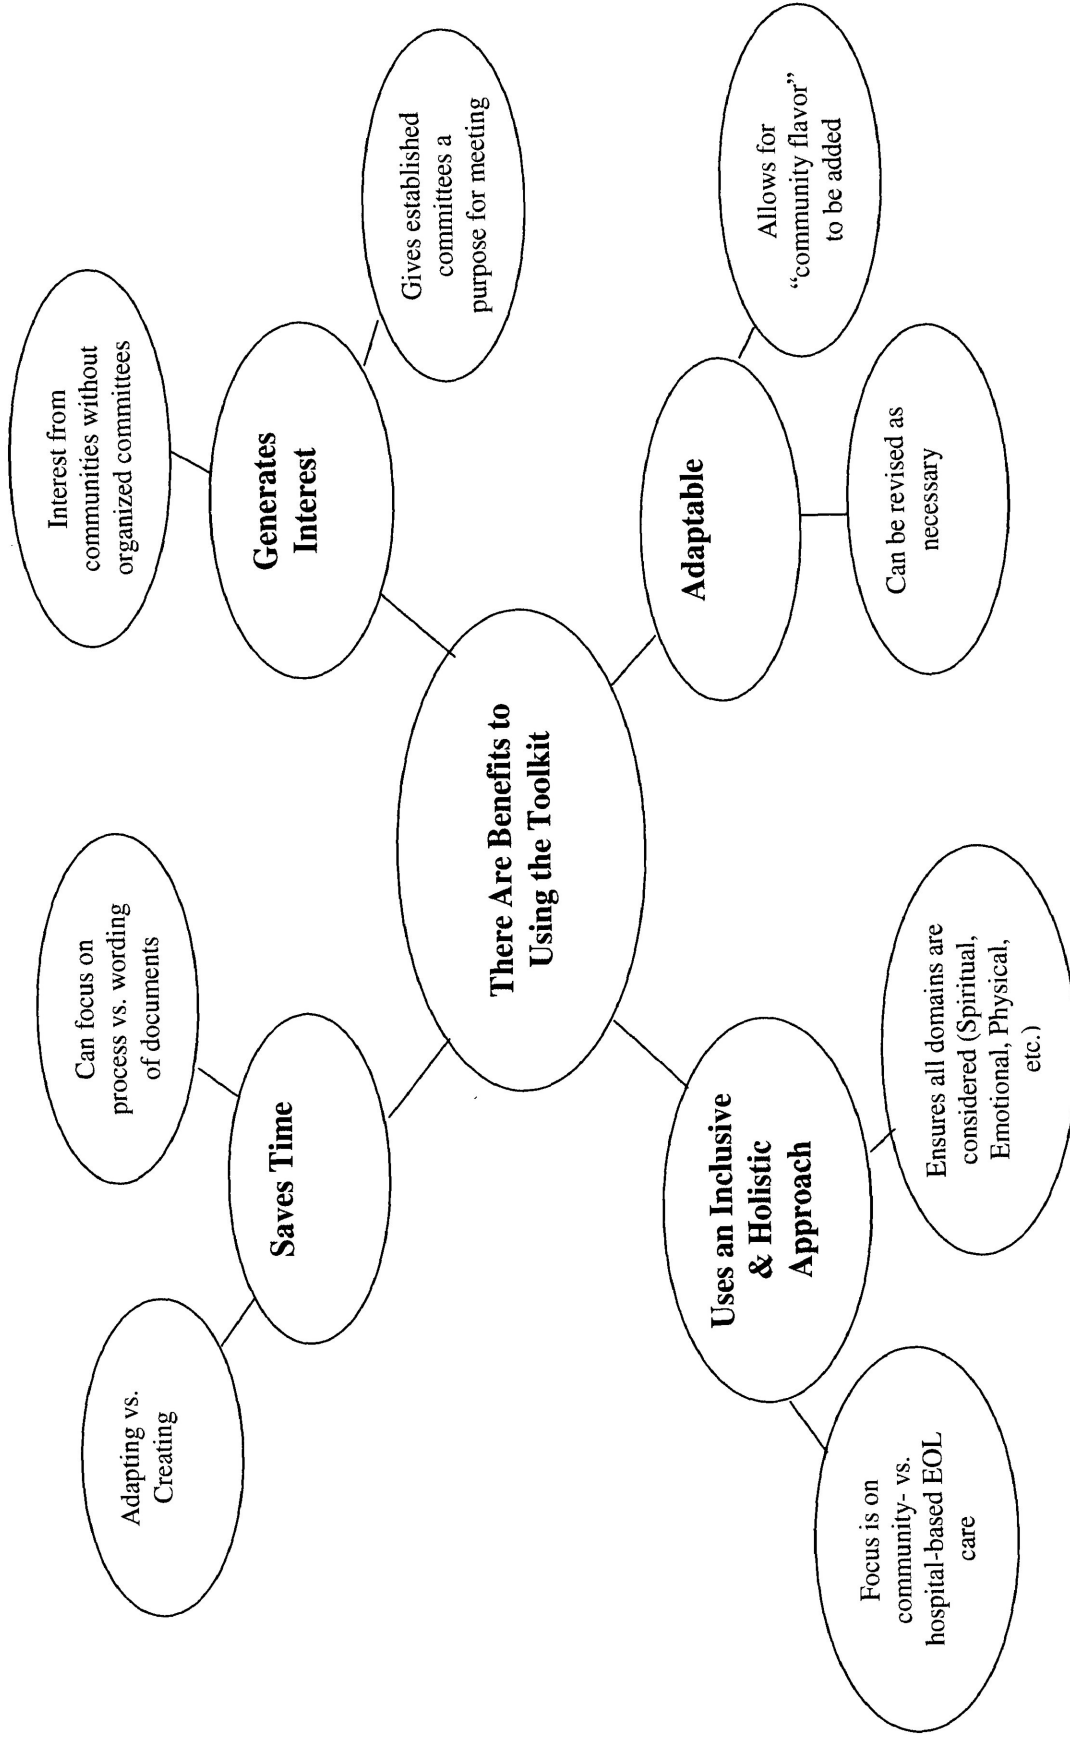 Adapting vs.
Creating
Can focus on
process vs. wording
of documents
Saves Time
Interest from
communities without
organized committees
Generates
Interest
Gives established
committees a
purpose for meeting
There Are Benefits to
Using the Toolkit
Uses an Inclusive
& Holistic
Approach
Focus is on
community- vs.
hospital-based EOL
care
Ensures all domains are
considered (Spiritual,
Emotional, Physical,
etc.)
Adaptable
Allows for
“community flavor”
to be added
Can be revised as
necessary